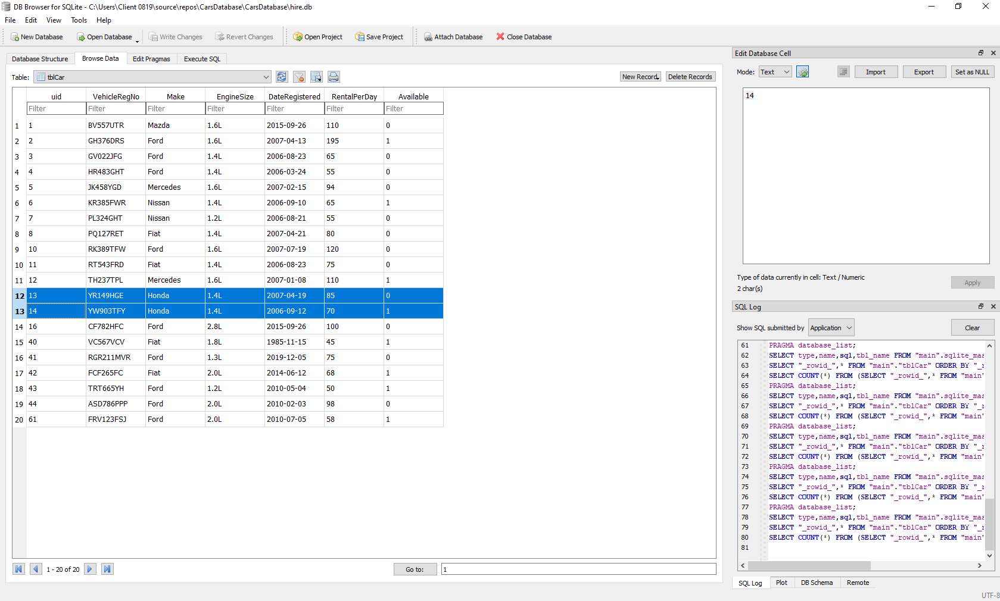 DB Browser for SQLite - C:\Users\Client 0819\source\repos\CarsDatabase\CarsDatabase\hire.db
File Edit View Tools Help
New Database Open Database Write Changes Revert Changes Open Project Save Project Attach Database Close Database
Database Structure Browse Data Edit Pragmas Execute SQL
Table: tblCar New Record Delete Records
uid VehicleRegNo Make EngineSize DateRegistered RentalPerDay Available
Filter Filter Filter Filter Filter Filter Filter
1 1 BV557UTR Mazda 1.6L 2015-09-26 110 0
2 2 GH376DRS Ford 1.6L 2007-04-13 195 1
3 3 GV022JFG Ford 1.4L 2006-08-23 65 0
4 4 HR483GHT Ford 1.4L 2006-03-24 55 0
5 5 JK458YGD Mercedes 1.6L 2007-02-15 94 0
6 6 KR385FWR Nissan 1.4L 2006-09-10 65 1
7 7 PL324GHT Nissan 1.2L 2006-08-21 55 0
8 8 PQ127RET Fiat 1.4L 2007-04-21 80 0
9 10 RK389TFW Ford 1.6L 2007-07-19 120 0
10 11 RT543FRD Fiat 1.4L 2006-08-23 75 0
11 12 TH237TPL Mercedes 1.6L 2007-01-08 110 1
12 13 YR149HGE Honda 1.4L 2007-04-19 85 0
13 14 YW903TFY Honda 1.4L 2006-09-12 70 1
14 16 CF782HFC Ford 2.8L 2015-09-26 100 0
15 40 VC567VCV Fiat 1.8L 1985-11-15 45 1
16 41 RGR211MVR Ford 1.3L 2019-12-05 75 0
17 42 FCF265FC Fiat 2.0L 2014-06-12 68 1
18 43 TRT665YH Ford 1.2L 2010-05-04 50 1
19 44 ASD786PPP Ford 2.0L 2010-02-03 98 0
20 61 FRV123FSJ Ford 2.0L 2010-07-05 58 1
1 - 20 of 20 Go to: 1
Edit Database Cell
Mode: Text Import Export Set as NULL
14
Type of data currently in cell: Text / Numeric
2 char(s)
Apply
SQL Log
Show SQL submitted by Application Clear
61 PRAGMA database_list;
62 SELECT type,name,sql,tbl_name FROM "main".sqlite_mas
63 SELECT "_rowid_",* FROM "main"."tblCar" ORDER BY "_r
64 SELECT COUNT(*) FROM (SELECT "_rowid_",* FROM "main"
65 PRAGMA database_list;
66 SELECT type,name,sql,tbl_name FROM "main".sqlite_mas
67 SELECT "_rowid_",* FROM "main"."tblCar" ORDER BY "_r
68 SELECT COUNT(*) FROM (SELECT "_rowid_",* FROM "main"
69 PRAGMA database_list;
70 SELECT type,name,sql,tbl_name FROM "main".sqlite_mas
71 SELECT "_rowid_",* FROM "main"."tblCar" ORDER BY "_r
72 SELECT COUNT(*) FROM (SELECT "_rowid_",* FROM "main"
73 PRAGMA database_list;
74 SELECT type,name,sql,tbl_name FROM "main".sqlite_mas
75 SELECT "_rowid_",* FROM "main"."tblCar" ORDER BY "_r
76 SELECT COUNT(*) FROM (SELECT "_rowid_",* FROM "main"
77 PRAGMA database_list;
78 SELECT type,name,sql,tbl_name FROM "main".sqlite_mas
79 SELECT "_rowid_",* FROM "main"."tblCar" ORDER BY "_r
80 SELECT COUNT(*) FROM (SELECT "_rowid_",* FROM "main"
81
SQL Log Plot DB Schema Remote
UTF-8